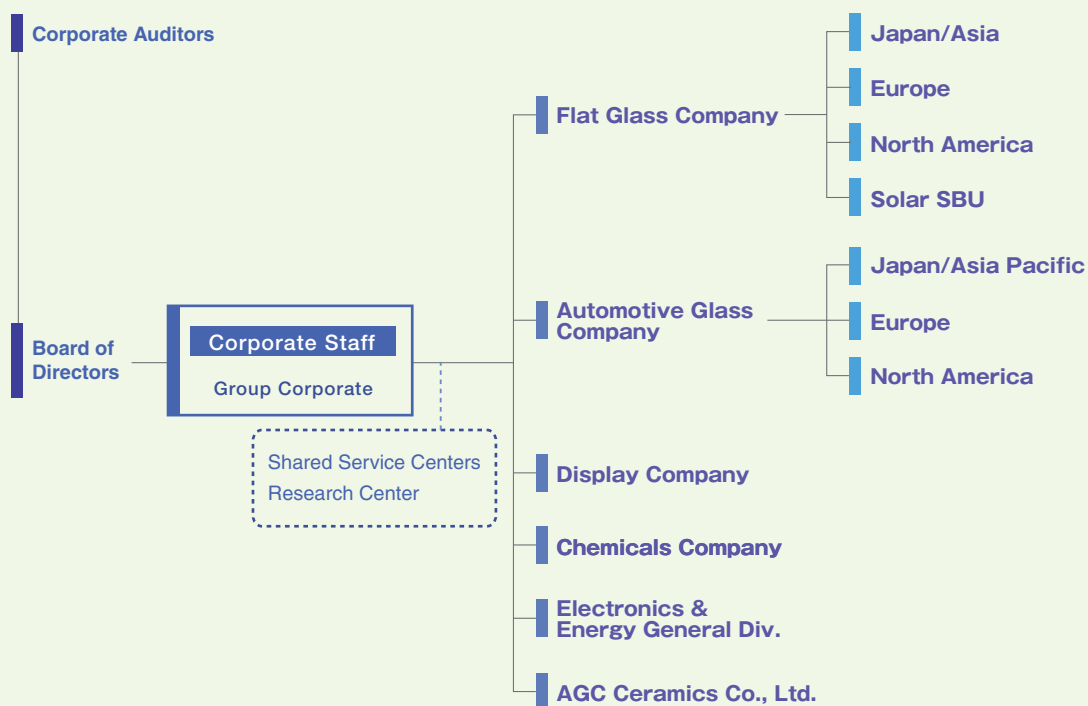 Corporate Auditors
Board of
Directors
Corporate Staff
Group Corporate
Shared Service Centers
Research Center
Flat Glass Company
Japan/Asia
Europe
North America
Solar SBU
Automotive Glass
Company
Japan/Asia Pacific
Europe
North America
Display Company
Chemicals Company
Electronics &
Energy General Div.
AGC Ceramics Co., Ltd.